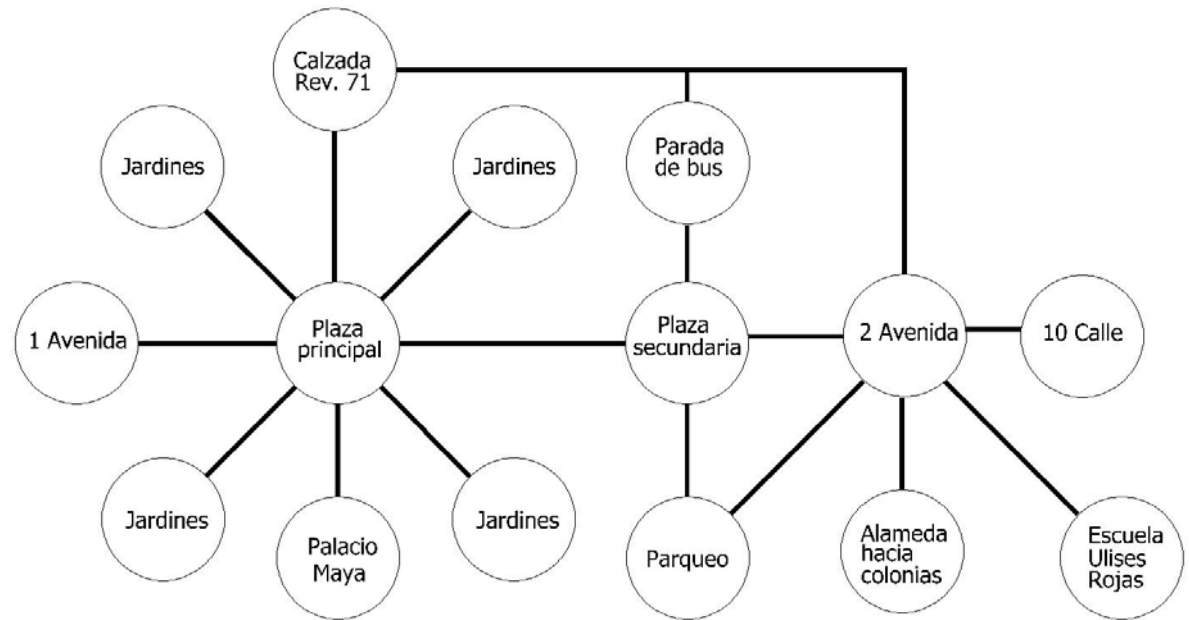 Calzada
Rev. 71
Jardines
Jardines
Parada
de bus
1 Avenida
Plaza
principal
Plaza
secundaria
2 Avenida
10 Calle
Jardines
Palacio
Maya
Jardines
Parqueo
Alameda
hacia
colonias
Escuela
Ulises
Rojas